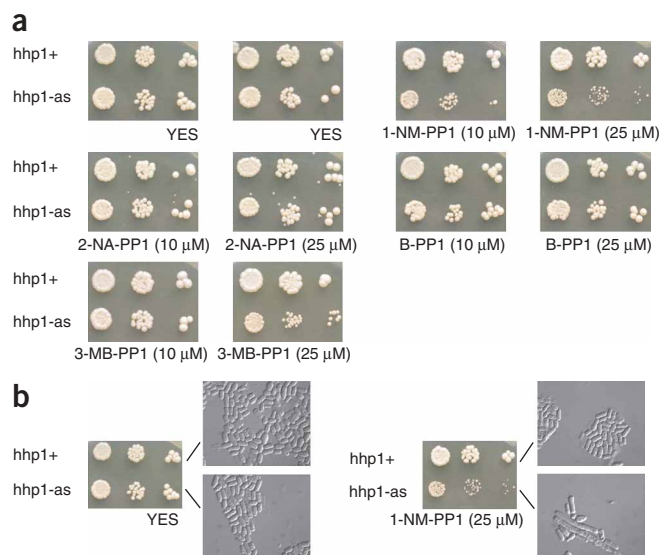 a
hhp1+
hhp1-as
YES
YES
1-NM-PP1 (10 μM)
1-NM-PP1 (25 μM)
hhp1+
hhp1-as
2-NA-PP1 (10 μM)
2-NA-PP1 (25 μM)
B-PP1 (10 μM)
B-PP1 (25 μM)
hhp1+
hhp1-as
3-MB-PP1 (10 μM)
3-MB-PP1 (25 μM)
b
hhp1+
hhp1-as
YES
hhp1+
hhp1-as
1-NM-PP1 (25 μM)